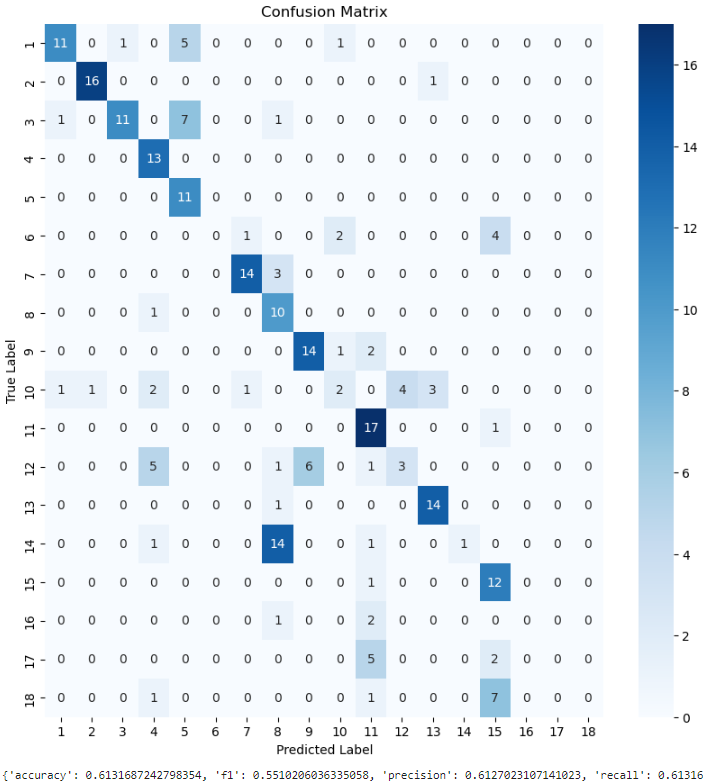 Confusion Matrix
1 11 0 1 0 5 0 0 0 0 1 0 0 0 0 0 0 0 0
2 0 16 0 0 0 0 0 0 0 0 0 0 1 0 0 0 0 0
3 1 0 11 0 7 0 0 1 0 0 0 0 0 0 0 0 0 0
4 0 0 0 13 0 0 0 0 0 0 0 0 0 0 0 0 0 0
5 0 0 0 0 11 0 0 0 0 0 0 0 0 0 0 0 0 0
6 0 0 0 0 0 0 1 0 0 2 0 0 0 0 4 0 0 0
7 0 0 0 0 0 0 14 3 0 0 0 0 0 0 0 0 0 0
8 0 0 0 1 0 0 0 10 0 0 0 0 0 0 0 0 0 0
9 0 0 0 0 0 0 0 0 14 1 2 0 0 0 0 0 0 0
10 1 1 0 2 0 0 1 0 0 2 0 4 3 0 0 0 0 0
11 0 0 0 0 0 0 0 0 0 0 17 0 0 0 1 0 0 0
12 0 0 0 5 0 0 0 1 6 0 1 3 0 0 0 0 0 0
13 0 0 0 0 0 0 0 1 0 0 0 0 14 0 0 0 0 0
14 0 0 0 1 0 0 0 14 0 0 1 0 0 1 0 0 0 0
15 0 0 0 0 0 0 0 0 0 0 1 0 0 0 12 0 0 0
16 0 0 0 0 0 0 0 1 0 0 2 0 0 0 0 0 0 0
17 0 0 0 0 0 0 0 0 0 0 5 0 0 0 2 0 0 0
18 0 0 0 1 0 0 0 0 0 0 1 0 0 0 7 0 0 0
1 2 3 4 5 6 7 8 9 10 11 12 13 14 15 16 17 18
True Label
Predicted Label
16
14
12
10
8
6
4
2
0
{'accuracy': 0.6131687242798354, 'f1': 0.5510206036335058, 'precision': 0.6127023107141023, 'recall': 0.61316